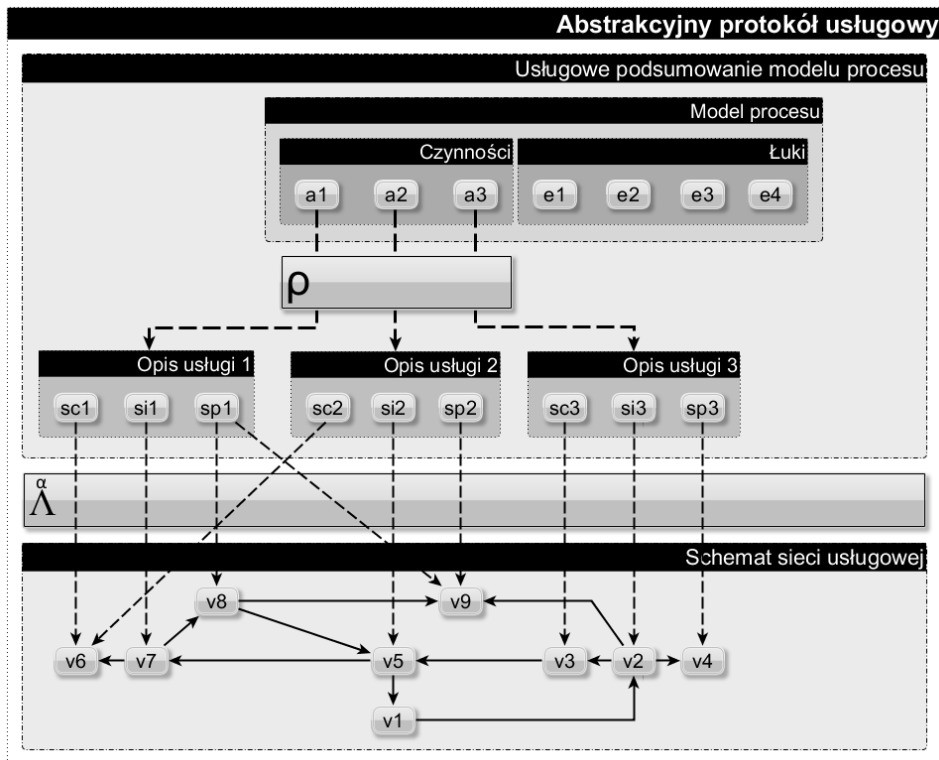 Abstrakcyjny protokół usługowy
Usługowe podsumowanie modelu procesu
Model procesu
Czynności Łuki
a1 a2 a3 e1 e2 e3 e4
ρ
Opis usługi 1 Opis usługi 2 Opis usługi 3
sc1 si1 sp1 sc2 si2 sp2 sc3 si3 sp3
α
Λ
Schemat sieci usługowej
v8 v9
v6 v7 v5 v3 v2 v4
v1